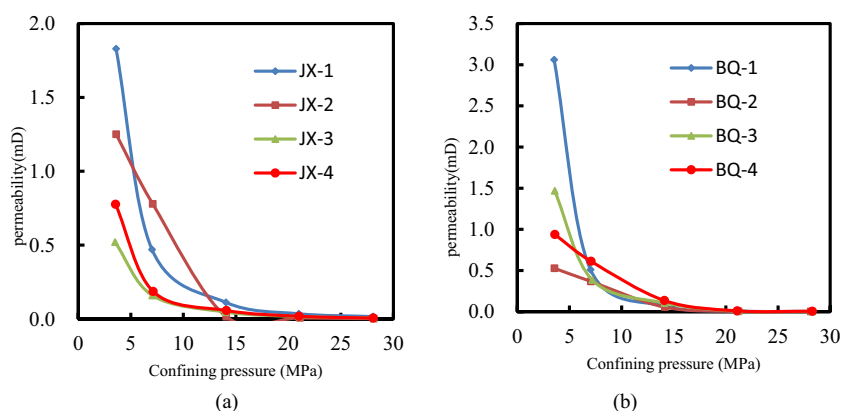 2.0
1.5
1.0
0.5
0.0
permeability(mD)
JX-1
JX-2
JX-3
JX-4
0 5 10 15 20 25 30
Confining pressure (MPa)
(a)
3.5
3.0
2.5
2.0
1.5
1.0
0.5
0.0
permeability(mD)
BQ-1
BQ-2
BQ-3
BQ-4
0 5 10 15 20 25 30
Confining pressure (MPa)
(b)